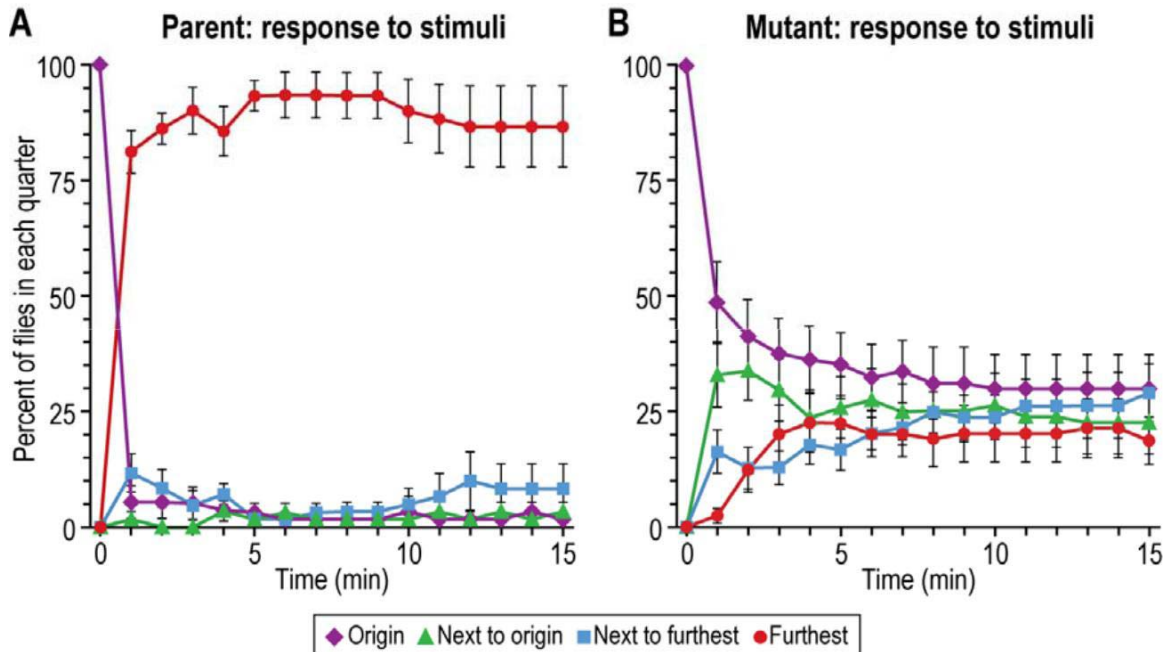 A
Parent: response to stimuli
B
Mutant: response to stimuli
Percent of flies in each quarter
100
75
50
25
0
0
5
10
15
Time (min)
100
75
50
25
0
0
5
10
15
Time (min)
Origin
Next to origin
Next to furthest
Furthest